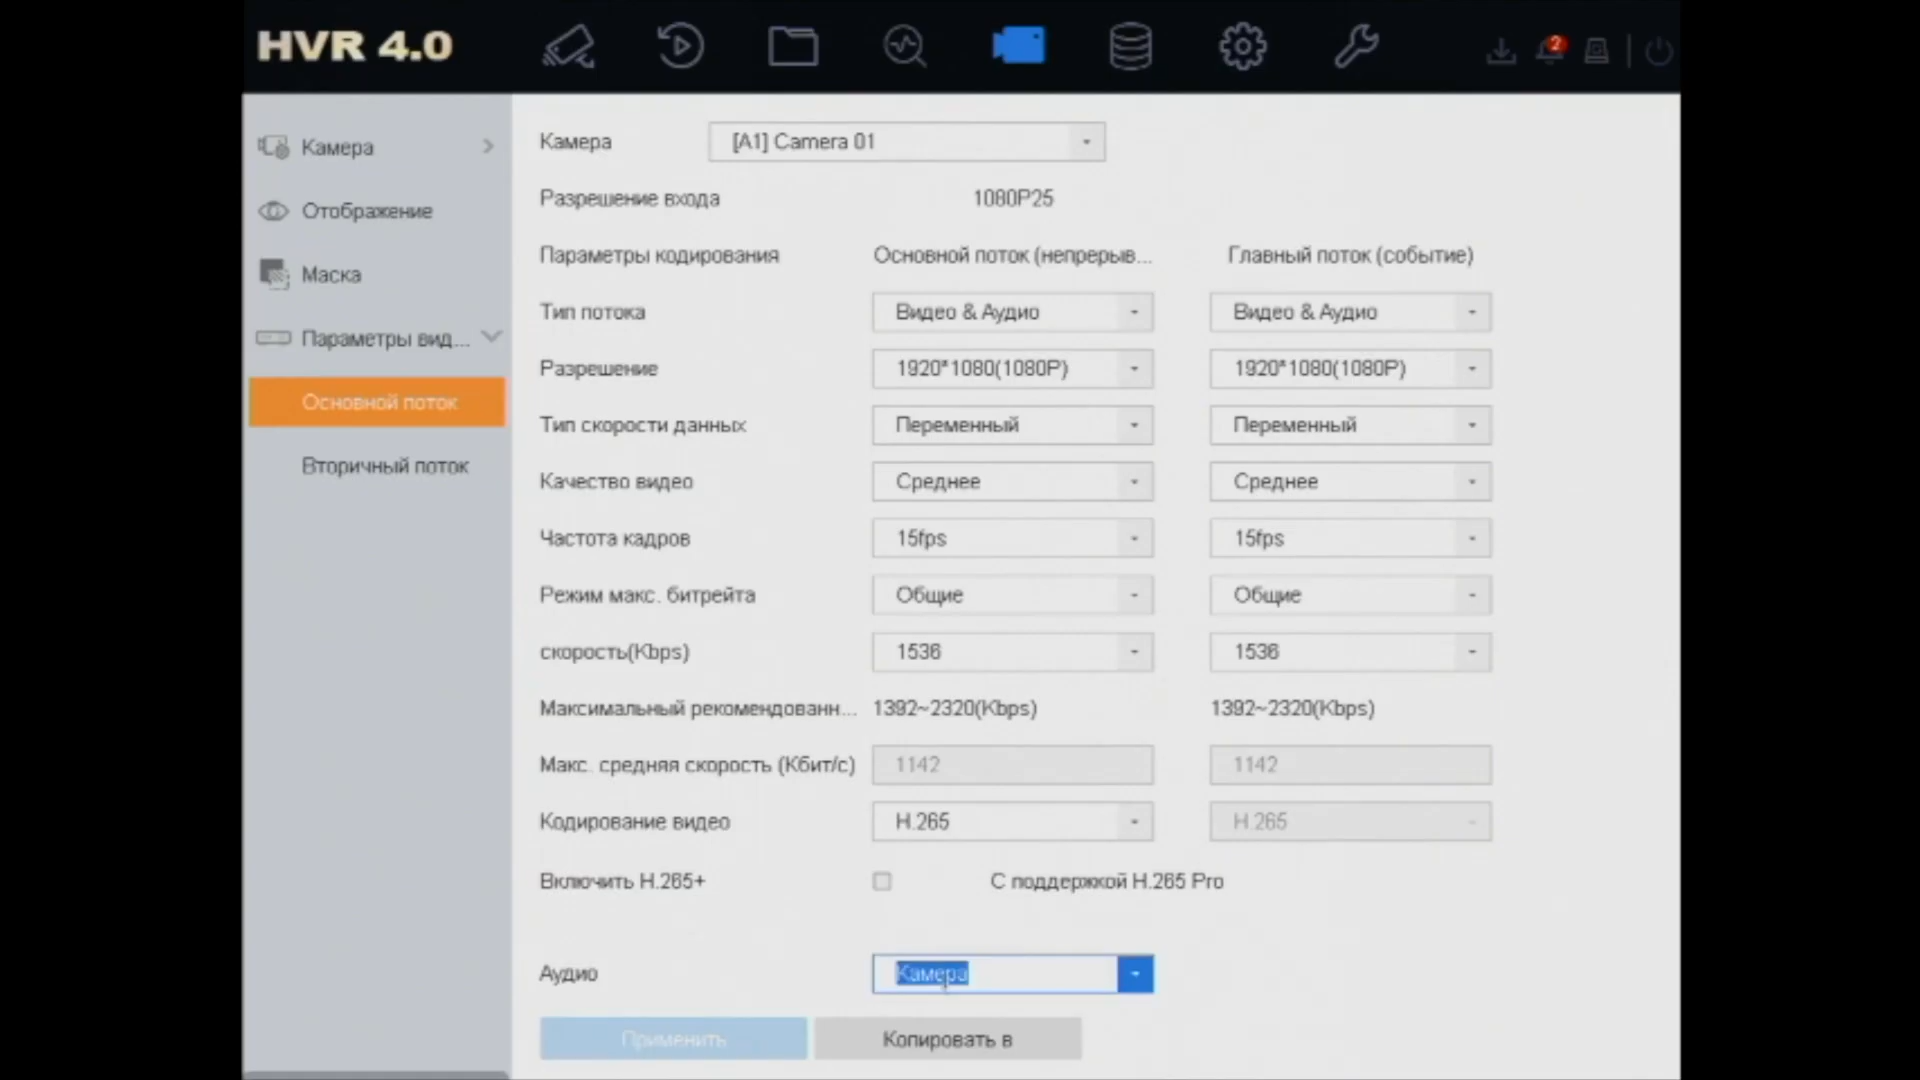 HVR 4.0
2
Камера
Отображение
Маска
Параметры вид...
Основной поток
Вторичный поток
Камера [A1] Camera 01
Разрешение входа 1080P25
Параметры кодирования Основной поток (непрерыв... Главный поток (событие)
Тип потока Видео & Аудио Видео & Аудио
Разрешение 1920*1080(1080P) 1920*1080(1080P)
Тип скорости данных Переменный Переменный
Качество видео Среднее Среднее
Частота кадров 15fps 15fps
Режим макс. битрейта Общие Общие
скорость(Kbps) 1536 1536
Максимальный рекомендованн... 1392~2320(Kbps) 1392~2320(Kbps)
Макс. средняя скорость (Кбит/с) 1142 1142
Кодирование видео H.265 H.265
Включить H.265+ С поддержкой H.265 Pro
Аудио Камера
Применить Копировать в